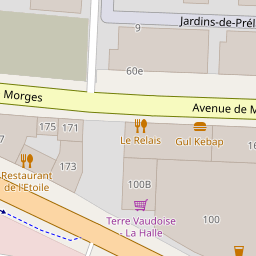 Jardins-de-Prél
9
60e
Morges
Avenue de M
175
171
Le Relais
Gul Kebap
173
Restaurant
de l'Etoile
100B
Terre Vaudoise
- La Halle
100